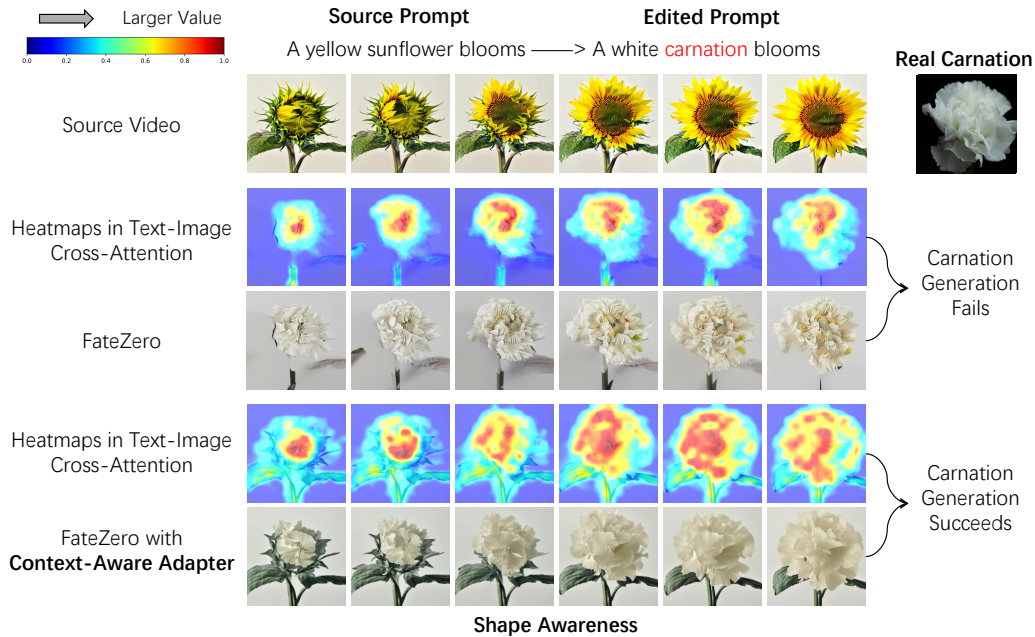 Larger Value
0.0 0.2 0.4 0.6 0.8 1.0
Source Prompt
Edited Prompt
A yellow sunflower blooms ——> A white carnation blooms
Real Carnation
Source Video
Heatmaps in Text-Image
Cross-Attention
Carnation
Generation
Fails
FateZero
Heatmaps in Text-Image
Cross-Attention
Carnation
Generation
Succeeds
FateZero with
Context-Aware Adapter
Shape Awareness